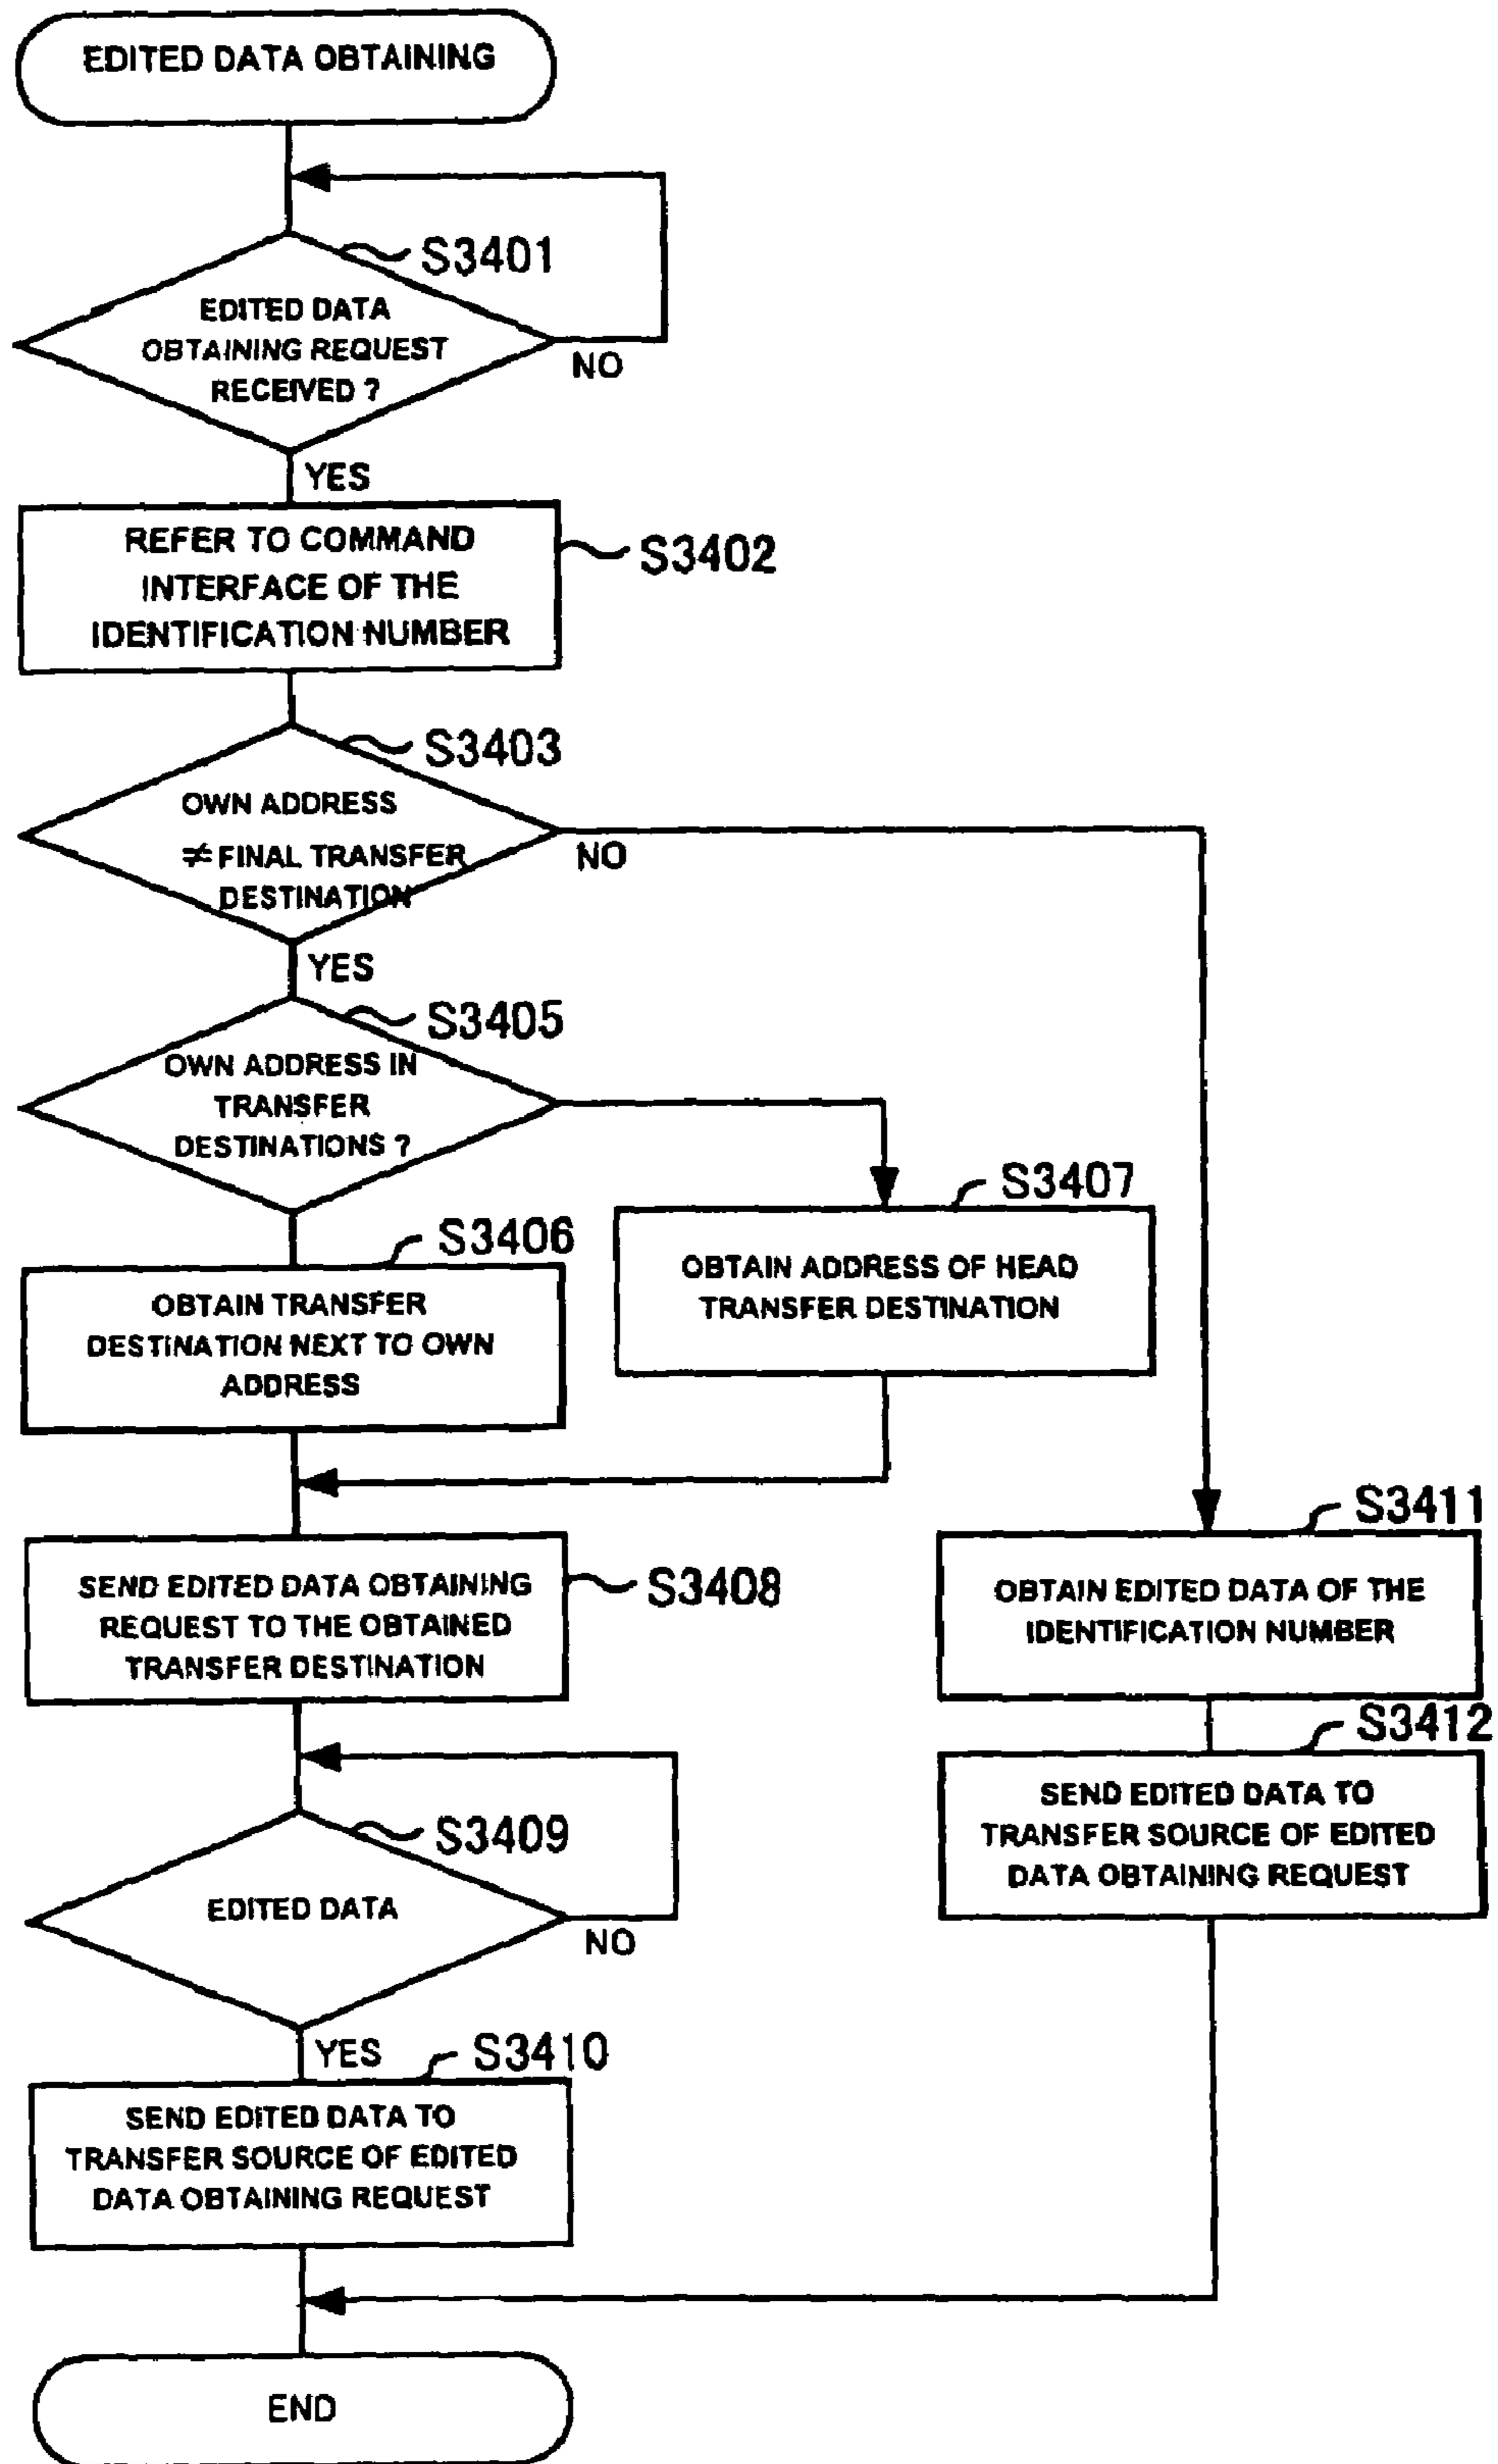 EDITED DATA OBTAINING
S3401
EDITED DATA
OBTAINING REQUEST
RECEIVED ?
NO
YES
REFER TO COMMAND
INTERFACE OF THE
IDENTIFICATION NUMBER
S3402
S3403
OWN ADDRESS
≠ FINAL TRANSFER
DESTINATION
NO
YES
S3405
OWN ADDRESS IN
TRANSFER
DESTINATIONS ?
S3406
OBTAIN TRANSFER
DESTINATION NEXT TO OWN
ADDRESS
S3407
OBTAIN ADDRESS OF HEAD
TRANSFER DESTINATION
SEND EDITED DATA OBTAINING
REQUEST TO THE OBTAINED
TRANSFER DESTINATION
S3408
S3409
EDITED DATA
NO
YES
S3410
SEND EDITED DATA TO
TRANSFER SOURCE OF EDITED
DATA OBTAINING REQUEST
S3411
OBTAIN EDITED DATA OF THE
IDENTIFICATION NUMBER
S3412
SEND EDITED DATA TO
TRANSFER SOURCE OF EDITED
DATA OBTAINING REQUEST
END